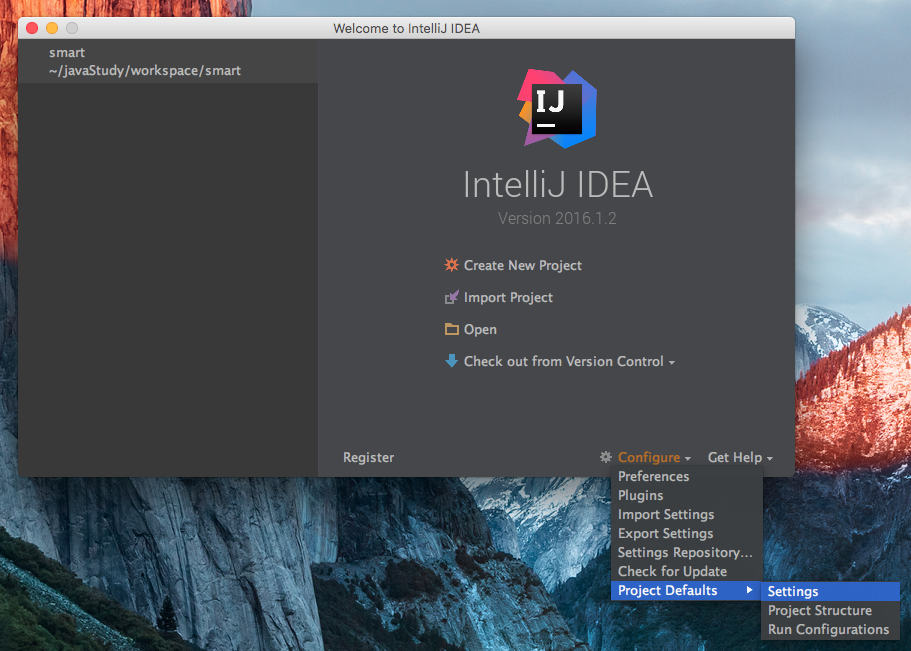 Welcome to IntelliJ IDEA
smart
~/javaStudy/workspace/smart
IJ
IntelliJ IDEA
Version 2016.1.2
Create New Project
Import Project
Open
Check out from Version Control
Register
Configure
Get Help
Preferences
Plugins
Import Settings
Export Settings
Settings Repository...
Check for Update
Project Defaults
Settings
Project Structure
Run Configurations